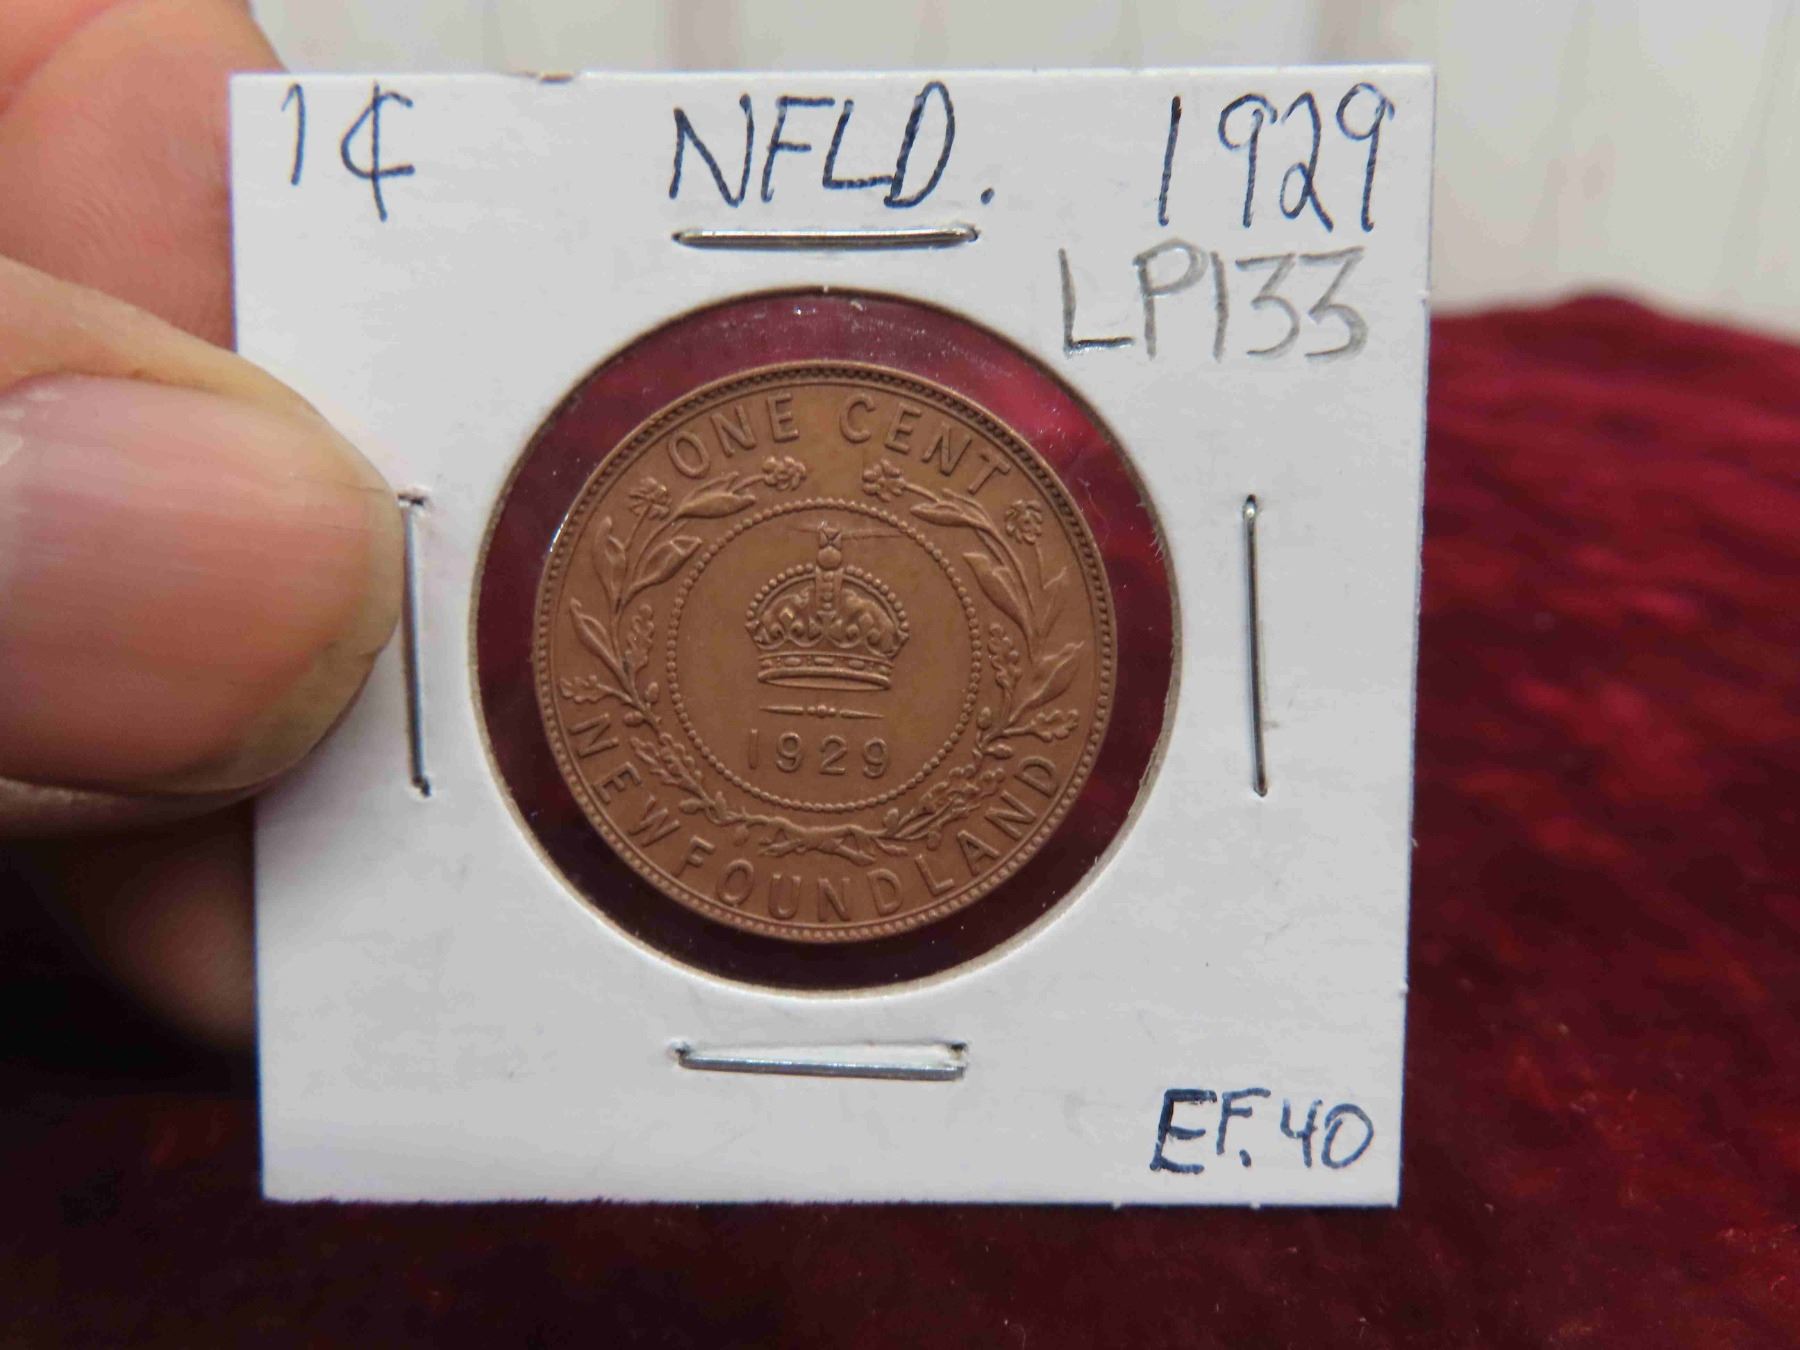 1¢ NFLD. 1929
LP133
ONE CENT
1929
NEWFOUNDLAND
EF.40